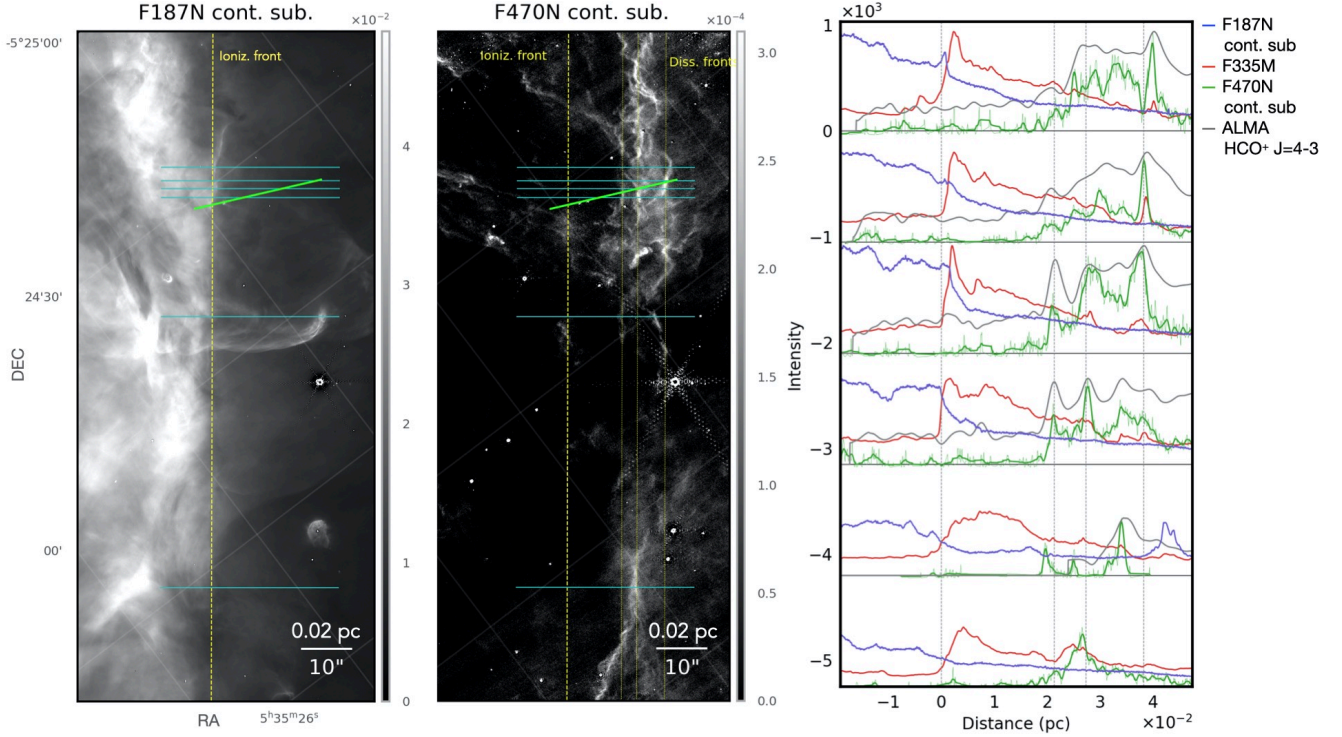 F187N cont. sub.
×10⁻²
-5°25'00'
24'30'
00'
DEC
Ioniz. front
0.02 pc
10"
RA
5ʰ35ᵐ26ˢ
4
3
2
1
0
F470N cont. sub.
×10⁻⁴
Ioniz. front
Diss. front
0.02 pc
10"
3.0
2.5
2.0
1.5
1.0
0.5
0.0
×10³
1
0
−1
−2
−3
−4
−5
Intensity
−1 0 1 2 3 4
Distance (pc)
×10⁻²
F187N
cont. sub
F335M
F470N
cont. sub
ALMA
HCO⁺ J=4-3